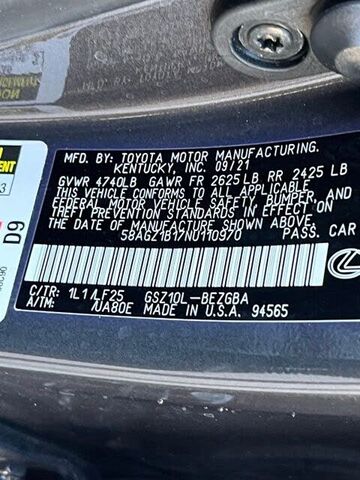 MFD. BY: TOYOTA MOTOR MANUFACTURING.
KENTUCKY, INC. 09/21
GVWR 4740LB GAWR FR 2625LB RR 2425 LB
THIS VEHICLE CONFORMS TO ALL APPLICABLE
FEDERAL MOTOR VEHICLE SAFETY, BUMPER, AND
THEFT PREVENTION STANDARDS IN EFFECT ON
THE DATE OF MANUFACTURE SHOWN ABOVE.
58AGZ1B17NU110970 PASS. CAR
C/TR: 1L1/LF25 GSZ10L-BEZGBA
A/TM: /UA80E MADE IN U.S.A. 94565
D9